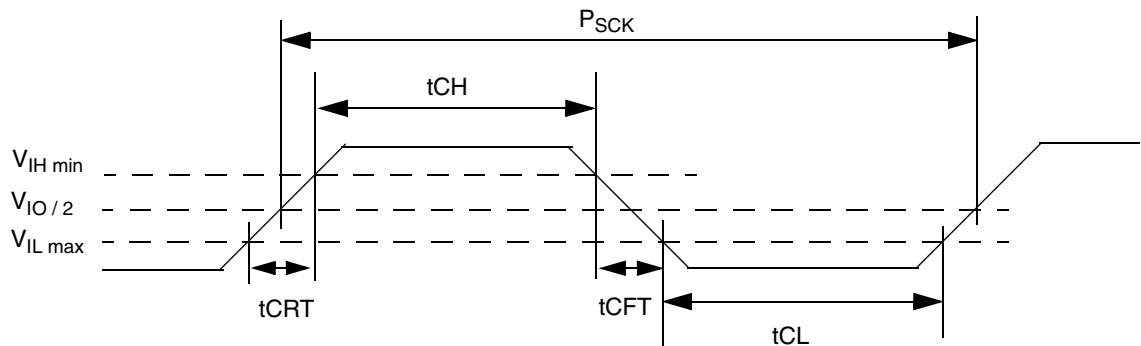 PSCK
tCH
VIH min
VIO / 2
VIL max
tCRT
tCFT
tCL